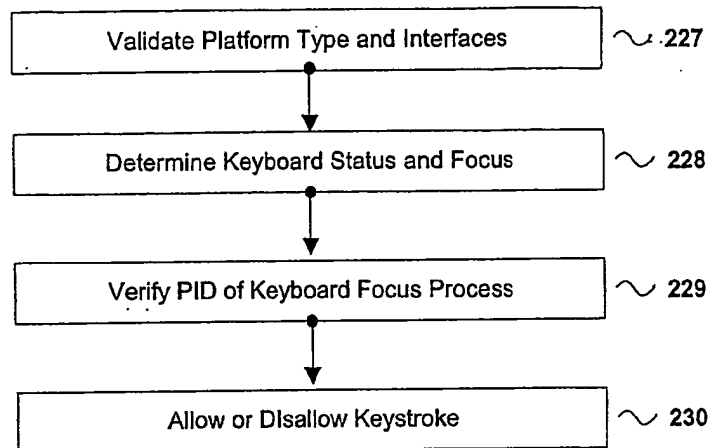 Validate Platform Type and Interfaces 227
Determine Keyboard Status and Focus 228
Verify PID of Keyboard Focus Process 229
Allow or Disallow Keystroke 230